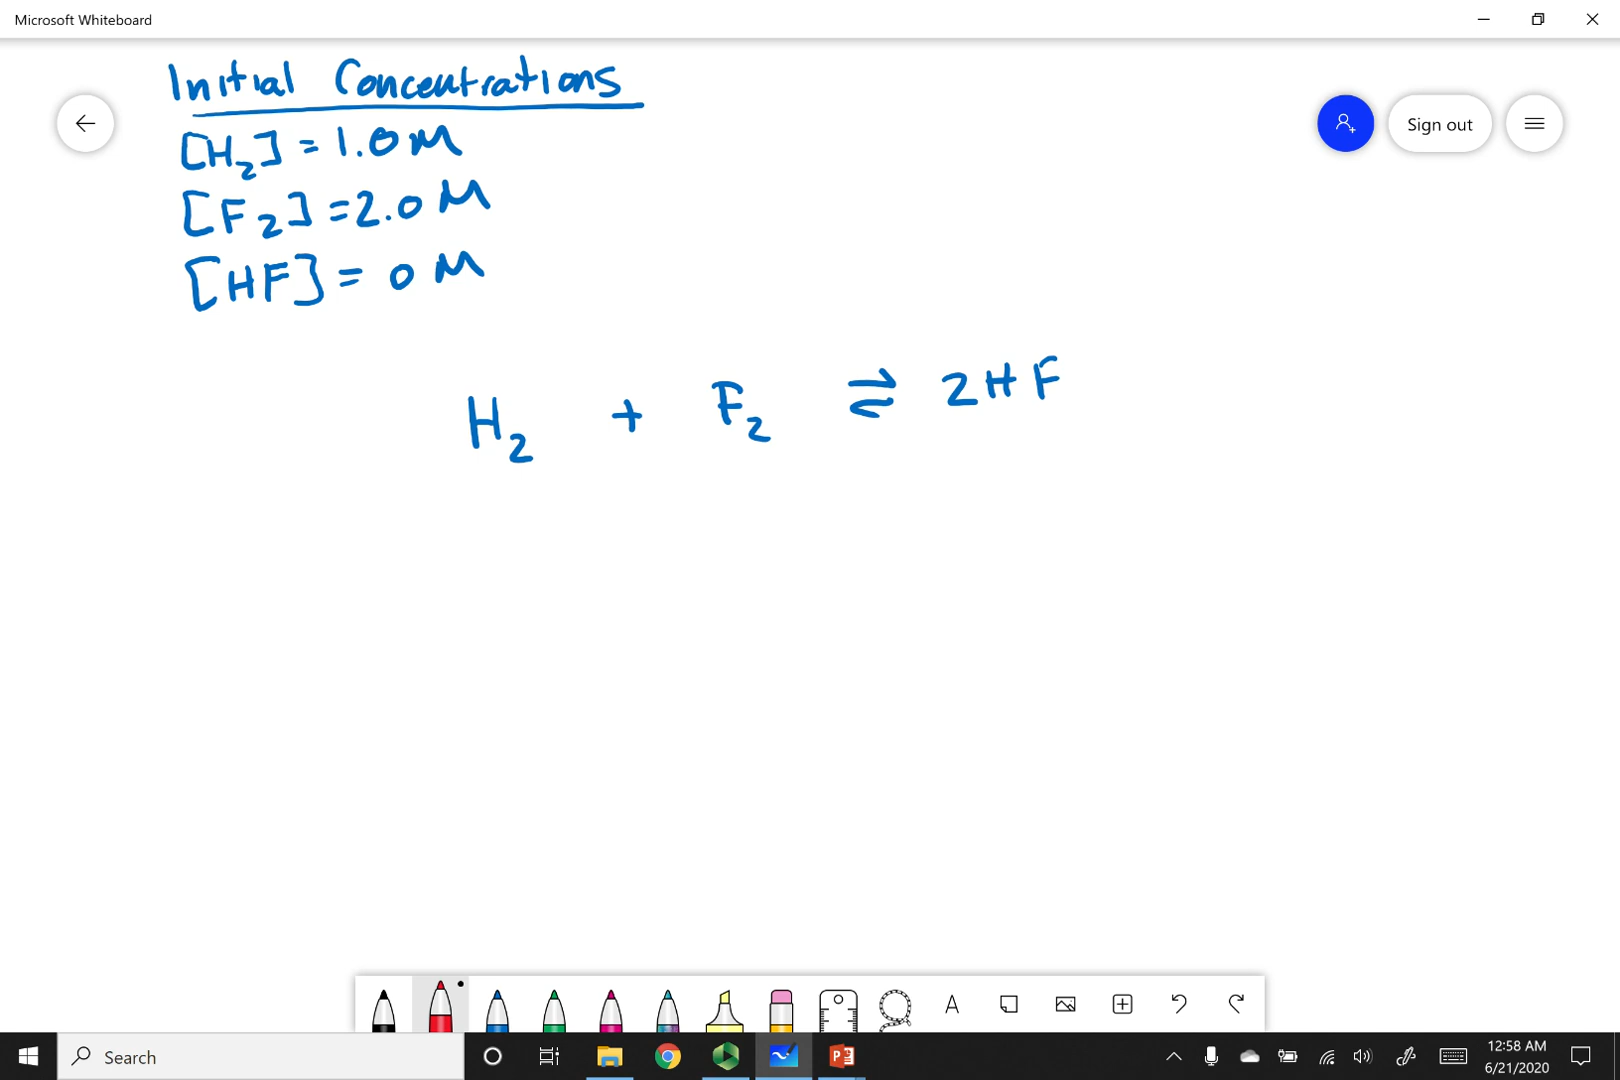 Microsoft Whiteboard
Initial Concentrations
[H₂] = 1.0 M
[F₂] = 2.0 M
[HF] = 0 M
Sign out
H₂ + F₂ ⇌ 2HF
A
Search
12:58 AM
6/21/2020